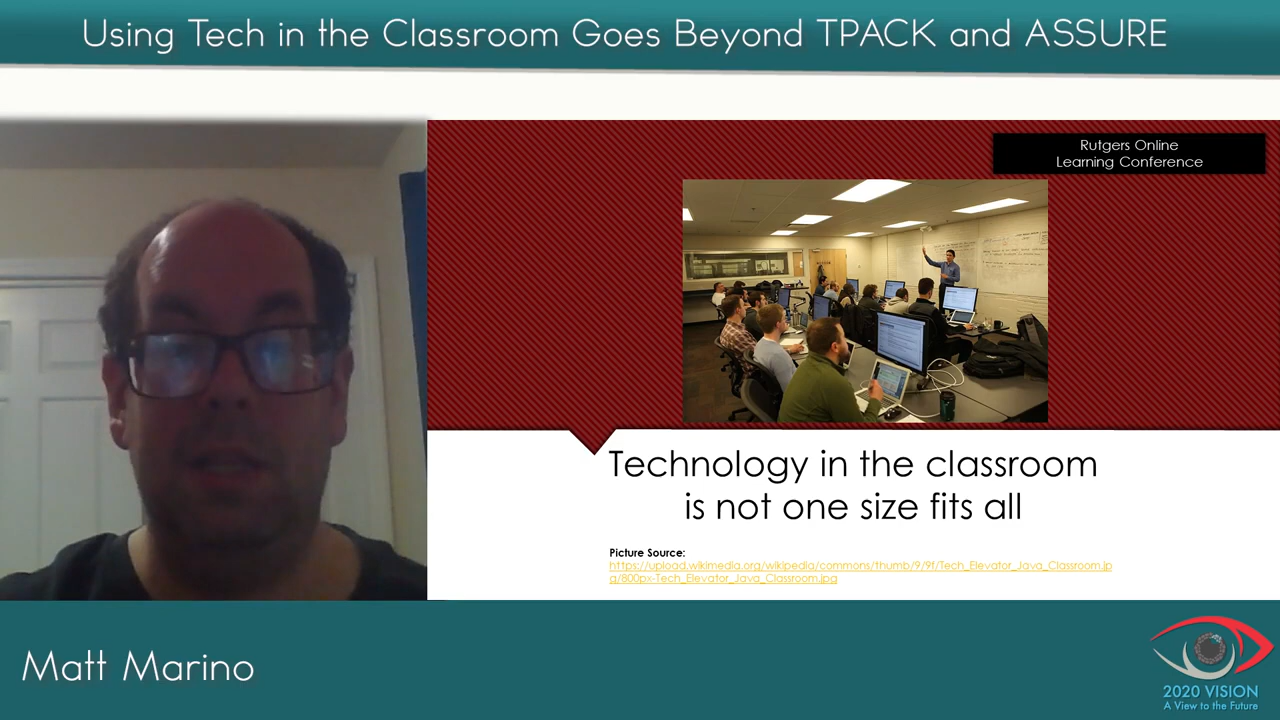 Using Tech in the Classroom Goes Beyond TPACK and ASSURE
Rutgers Online
Learning Conference
Technology in the classroom
is not one size fits all
Picture Source:
https://upload.wikimedia.org/wikipedia/commons/thumb/9/9f/Tech_Elevator_Java_Classroom.jp
g/800px-Tech_Elevator_Java_Classroom.jpg
Matt Marino
2020 VISION
A View to the Future